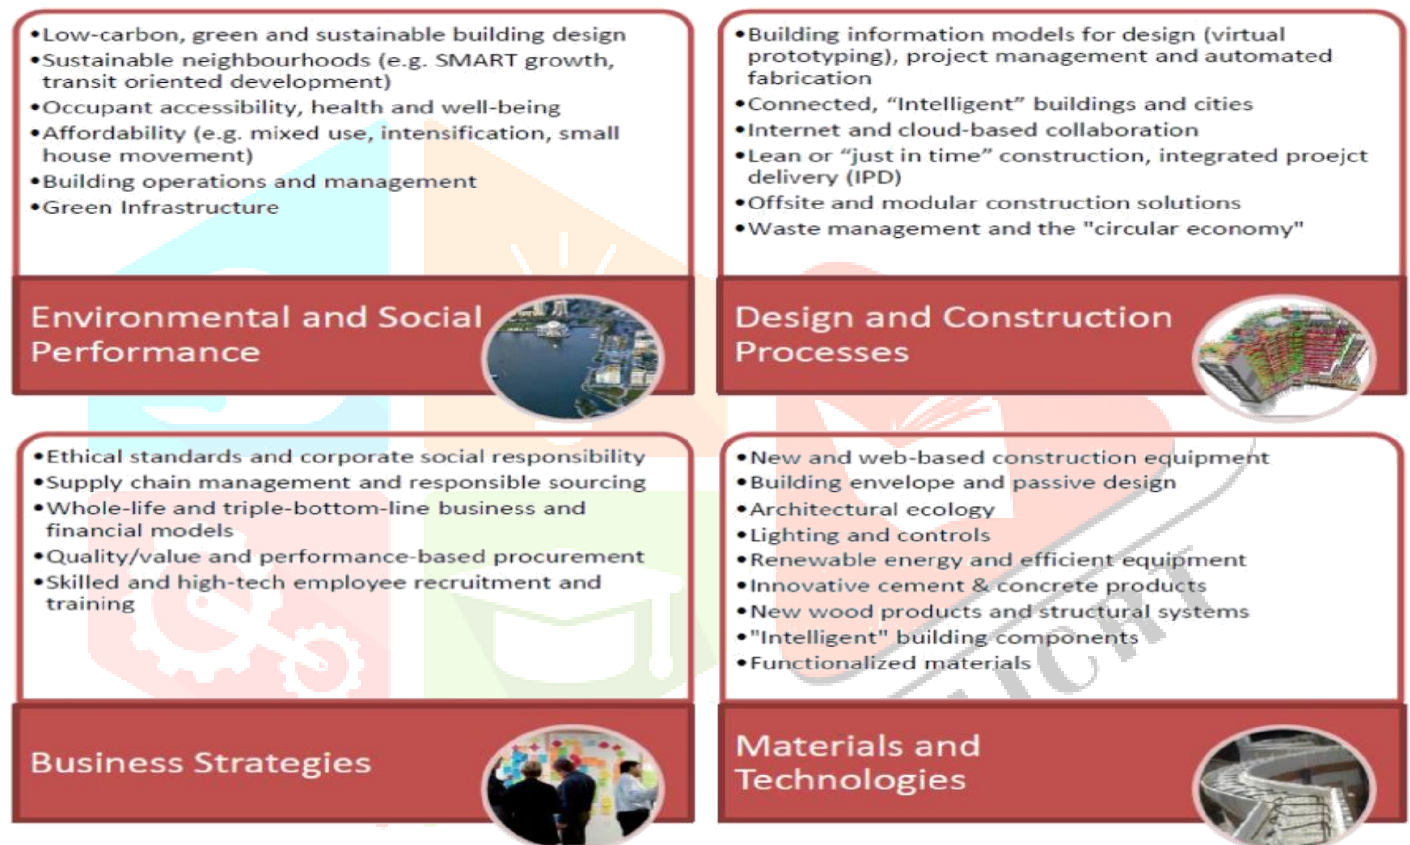 •Low-carbon, green and sustainable building design
•Sustainable neighbourhoods (e.g. SMART growth,
transit oriented development)
•Occupant accessibility, health and well-being
•Affordability (e.g. mixed use, intensification, small
house movement)
•Building operations and management
•Green Infrastructure
Environmental and Social
Performance
•Building information models for design (virtual
prototyping), project management and automated
fabrication
•Connected, “Intelligent” buildings and cities
•Internet and cloud-based collaboration
•Lean or “just in time” construction, integrated proejct
delivery (IPD)
•Offsite and modular construction solutions
•Waste management and the "circular economy"
Design and Construction
Processes
•Ethical standards and corporate social responsibility
•Supply chain management and responsible sourcing
•Whole-life and triple-bottom-line business and
financial models
•Quality/value and performance-based procurement
•Skilled and high-tech employee recruitment and
training
Business Strategies
•New and web-based construction equipment
•Building envelope and passive design
•Architectural ecology
•Lighting and controls
•Renewable energy and efficient equipment
•Innovative cement & concrete products
•New wood products and structural systems
•"Intelligent" building components
•Functionalized materials
Materials and
Technologies